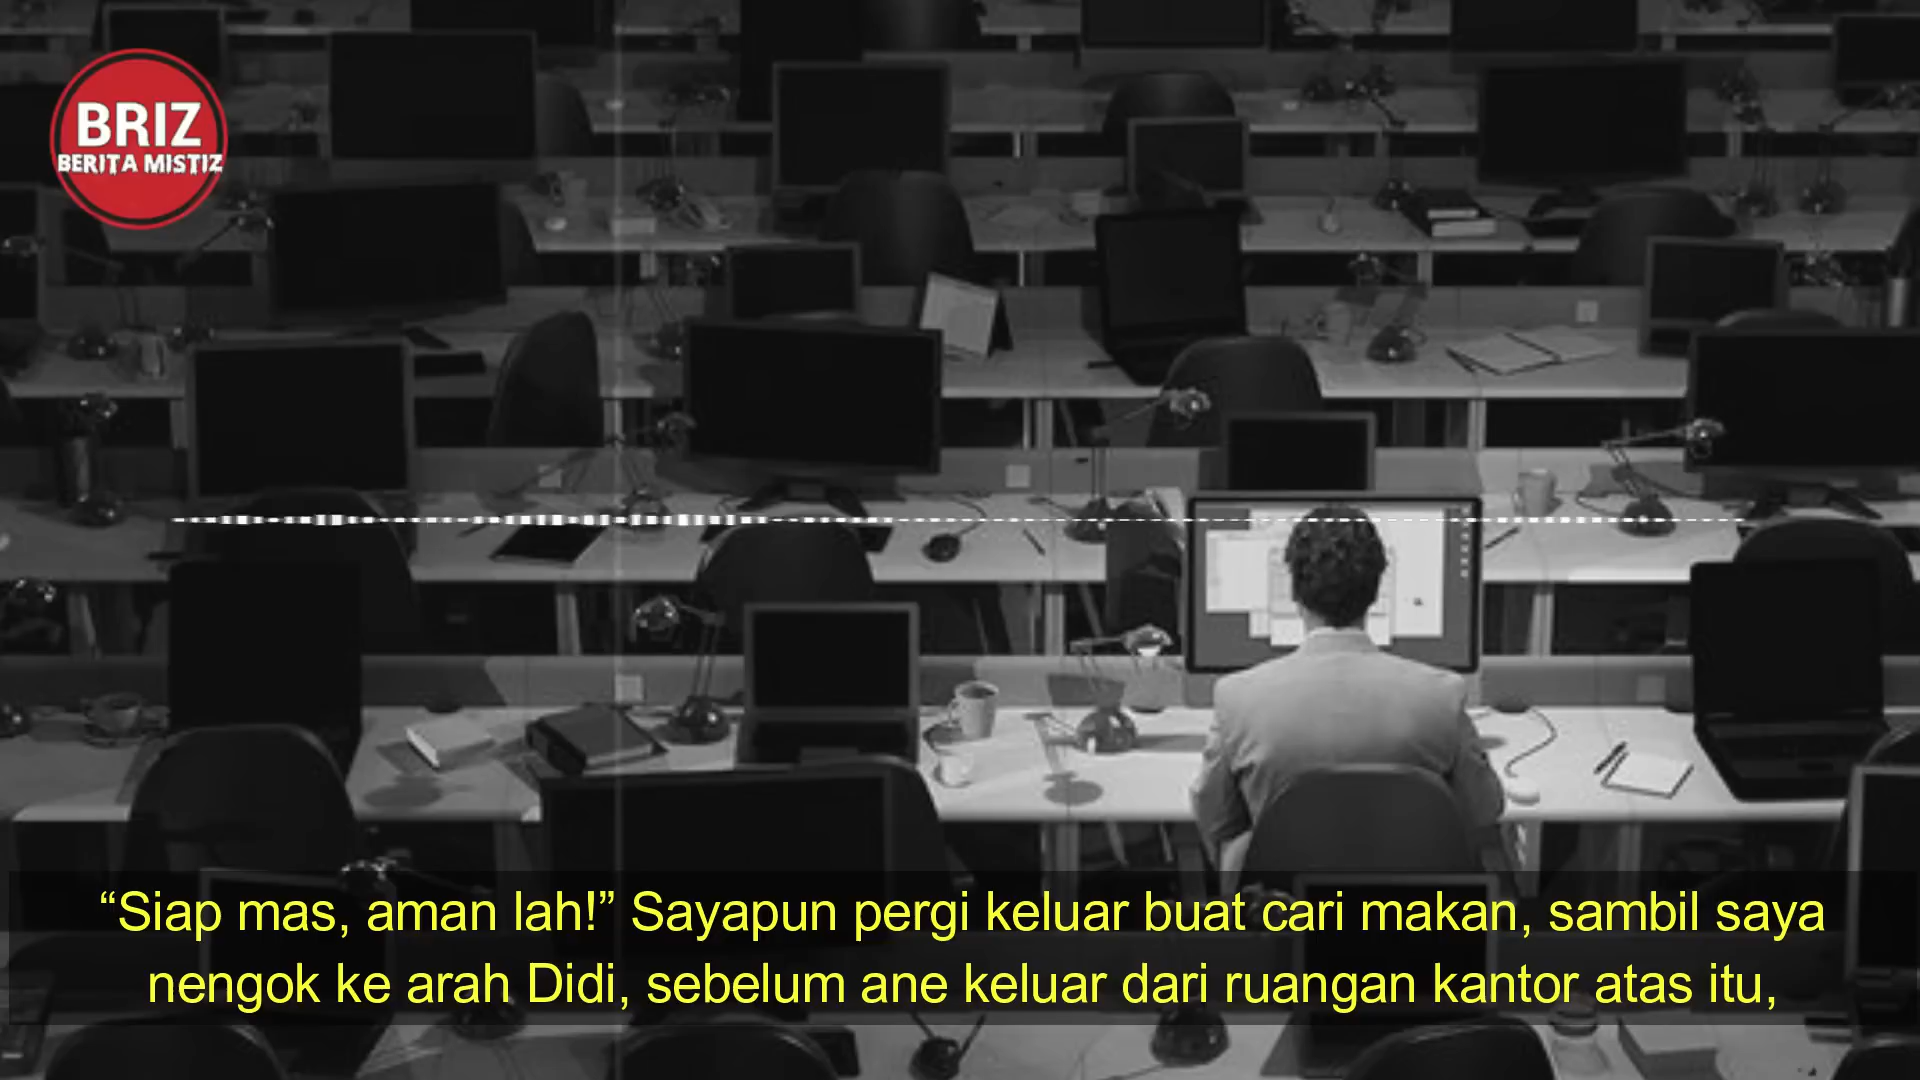 BRIZ
BERITA MISTIZ
“Siap mas, aman lah!” Sayapun pergi keluar buat cari makan, sambil saya
nengok ke arah Didi, sebelum ane keluar dari ruangan kantor atas itu,